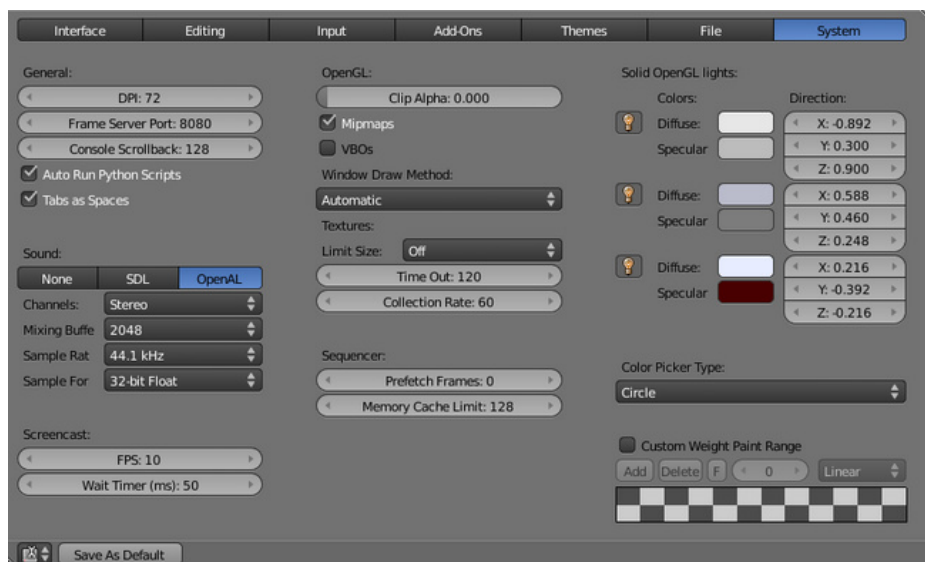 Interface Editing Input Add-Ons Themes File System
General:
DPI: 72
Frame Server Port: 8080
Console Scrollback: 128
Auto Run Python Scripts
Tabs as Spaces
Sound:
None SDL OpenAL
Channels: Stereo
Mixing Buffe 2048
Sample Rat 44.1 kHz
Sample For 32-bit Float
Screencast:
FPS: 10
Wait Timer (ms): 50
OpenGL:
Clip Alpha: 0.000
Mipmaps
VBOs
Window Draw Method:
Automatic
Textures:
Limit Size: Off
Time Out: 120
Collection Rate: 60
Sequencer:
Prefetch Frames: 0
Memory Cache Limit: 128
Solid OpenGL lights:
Colors: Direction:
Diffuse: X: -0.892
Specular Y: 0.300
Z: 0.900
Diffuse: X: 0.588
Specular Y: 0.460
Z: 0.248
Diffuse: X: 0.216
Specular Y: -0.392
Z: -0.216
Color Picker Type:
Circle
Custom Weight Paint Range
Add Delete F 0 Linear
Save As Default